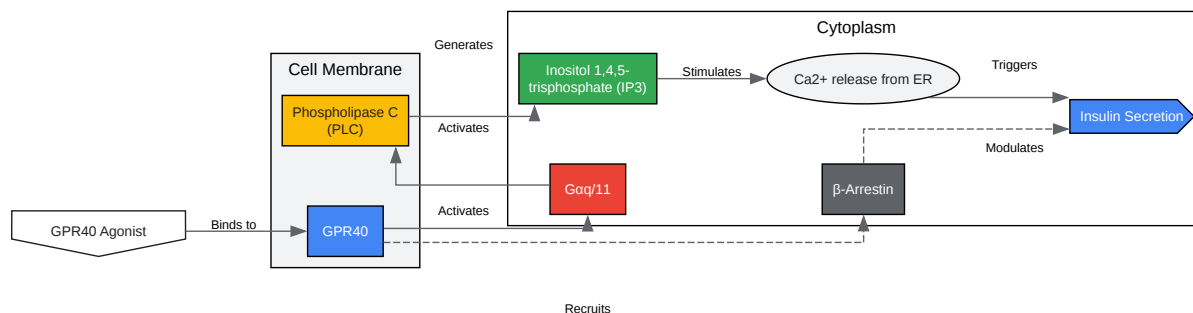 Cytoplasm
Generates
Cell Membrane
Inositol 1,4,5-
trisphosphate (IP3)
Stimulates
Ca2+ release from ER
Triggers
Phospholipase C
(PLC)
Activates
Insulin Secretion
Modulates
Gαq/11
β-Arrestin
GPR40 Agonist
Binds to
GPR40
Activates
Recruits